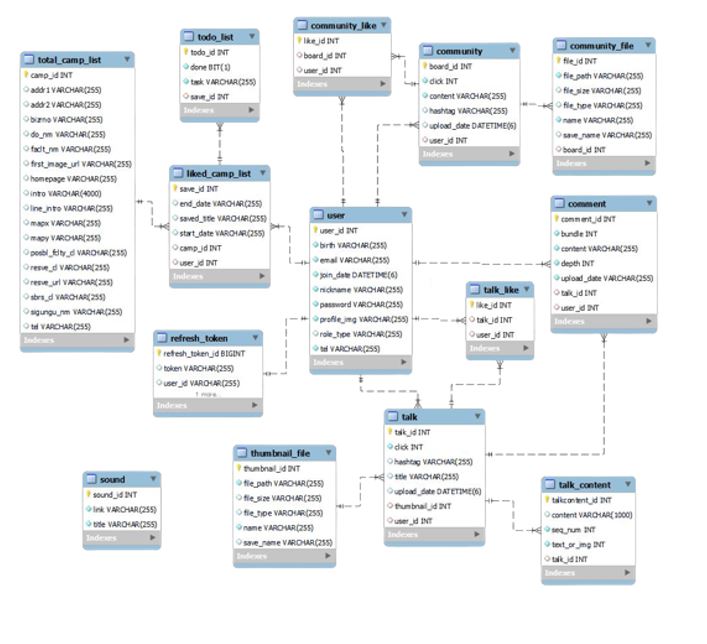 total_camp_list
camp_id INT
addr1 VARCHAR(255)
addr2 VARCHAR(255)
bizno VARCHAR(255)
do_nm VARCHAR(255)
faclt_nm VARCHAR(255)
first_image_url VARCHAR(255)
homepage VARCHAR(255)
intro VARCHAR(4000)
line_intro VARCHAR(255)
mapx VARCHAR(255)
mapy VARCHAR(255)
posbl_fclty_cl VARCHAR(255)
resve_cl VARCHAR(255)
resve_url VARCHAR(255)
sbrs_cl VARCHAR(255)
sigungu_nm VARCHAR(255)
tel VARCHAR(255)
Indexes
todo_list
todo_id INT
done BIT(1)
task VARCHAR(255)
save_id INT
Indexes
community_like
like_id INT
board_id INT
user_id INT
Indexes
community
board_id INT
click INT
content VARCHAR(255)
hashtag VARCHAR(255)
upload_date DATETIME(6)
user_id INT
Indexes
community_file
file_id INT
file_path VARCHAR(255)
file_size VARCHAR(255)
file_type VARCHAR(255)
name VARCHAR(255)
save_name VARCHAR(255)
board_id INT
Indexes
liked_camp_list
save_id INT
end_date VARCHAR(255)
saved_title VARCHAR(255)
start_date VARCHAR(255)
camp_id INT
user_id INT
Indexes
user
user_id INT
birth VARCHAR(255)
email VARCHAR(255)
join_date DATETIME(6)
nickname VARCHAR(255)
password VARCHAR(255)
profile_img VARCHAR(255)
role_type VARCHAR(255)
tel VARCHAR(255)
Indexes
comment
comment_id INT
bundle INT
content VARCHAR(255)
depth INT
upload_date VARCHAR(255)
talk_id INT
user_id INT
Indexes
talk_like
like_id INT
talk_id INT
user_id INT
Indexes
refresh_token
refresh_token_id BIGINT
token VARCHAR(255)
user_id VARCHAR(255)
1 more...
Indexes
talk
talk_id INT
click INT
hashtag VARCHAR(255)
title VARCHAR(255)
upload_date DATETIME(6)
thumbnail_id INT
user_id INT
Indexes
thumbnail_file
thumbnail_id INT
file_path VARCHAR(255)
file_size VARCHAR(255)
file_type VARCHAR(255)
name VARCHAR(255)
save_name VARCHAR(255)
Indexes
sound
sound_id INT
link VARCHAR(255)
title VARCHAR(255)
Indexes
talk_content
talkcontent_id INT
content VARCHAR(1000)
seq_num INT
text_or_img INT
talk_id INT
Indexes